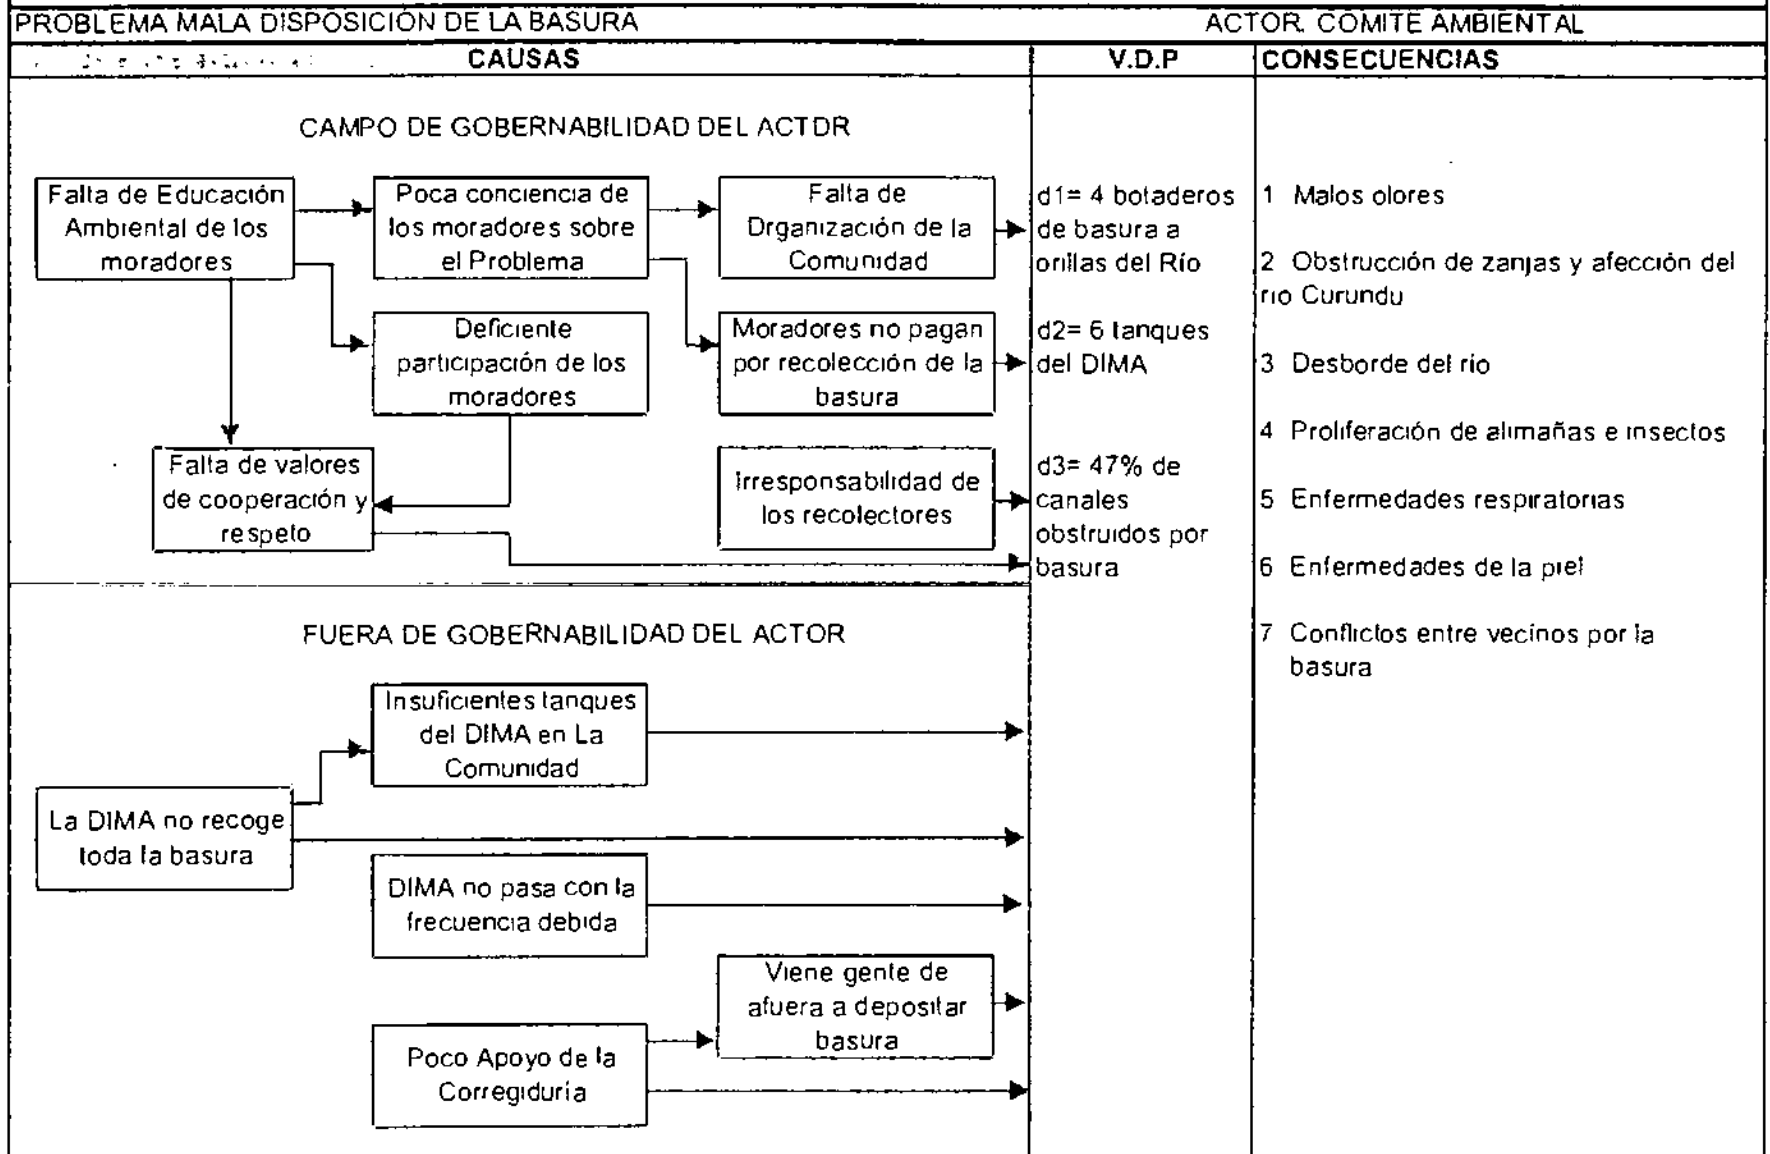 PROBLEMA MALA DISPOSICIÓN DE LA BASURA
ACTOR. COMITE AMBIENTAL
CAUSAS
V.D.P
CONSECUENCIAS
CAMPO DE GOBERNABILIDAD DEL ACTDR
Falta de Educación
Ambiental de los
moradores
Poca conciencia de
los moradores sobre
el Problema
Falta de
Drganización de la
Comunidad
Deficiente
participación de los
moradores
Moradores no pagan
por recolección de la
basura
Falta de valores
de cooperación y
respeto
Irresponsabilidad de
los recolectores
d1= 4 botaderos
de basura a
orillas del Río
d2= 6 tanques
del DIMA
d3= 47% de
canales
obstruidos por
basura
1 Malos olores
2 Obstrucción de zanjas y afección del
rio Curundu
3 Desborde del rio
4 Proliferación de alimañas e insectos
5 Enfermedades respiratorias
6 Enfermedades de la piel
7 Conflictos entre vecinos por la
basura
FUERA DE GOBERNABILIDAD DEL ACTOR
Insuficientes tanques
del DIMA en La
Comunidad
La DIMA no recoge
toda la basura
DIMA no pasa con la
frecuencia debida
Viene gente de
afuera a depositar
basura
Poco Apoyo de la
Corregiduría